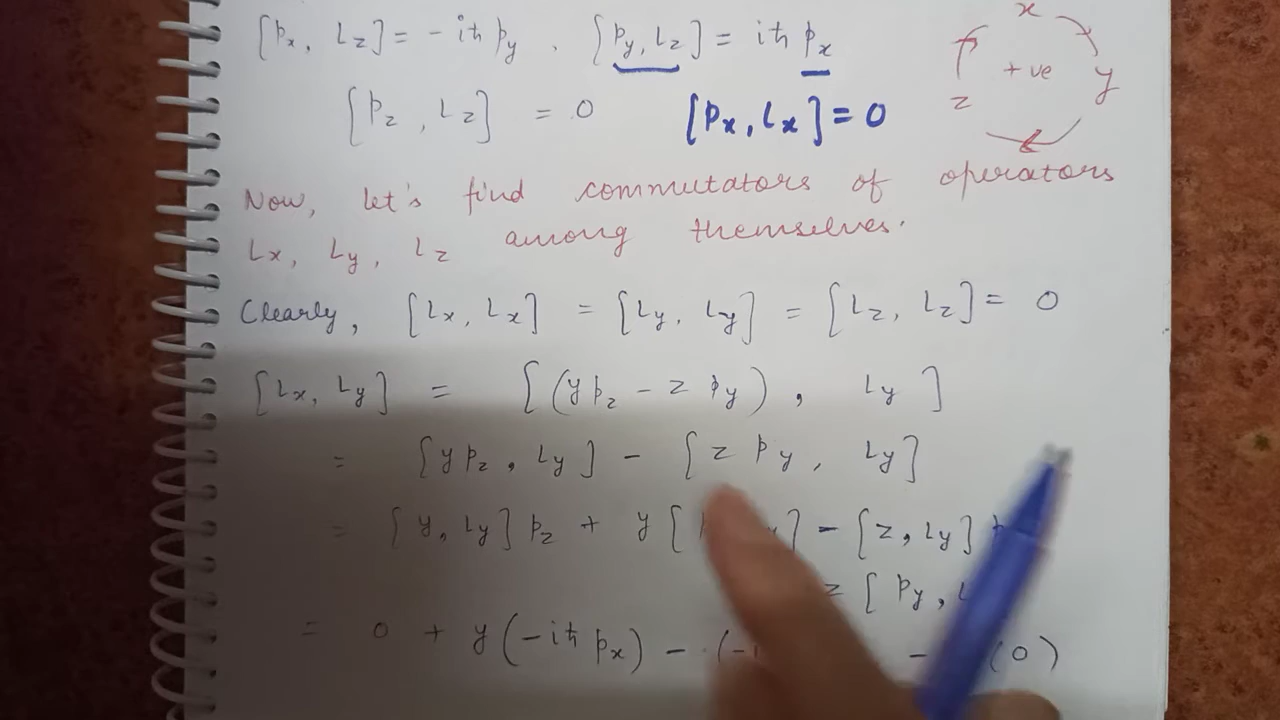 [px, Lz] = -iħ py , [py, Lz] = iħ px
x
+ve y
z
[pz , Lz] = 0 [px, Lx] = 0
Now, let's find commutators of operators
Lx, Ly, Lz among themselves.
Clearly, [Lx, Lx] = [Ly, Ly] = [Lz, Lz] = 0
[Lx, Ly] = [(y pz - z py) , Ly ]
= [y pz , Ly ] - [z py , Ly]
= [y, Ly] pz + y [ ] - [z, Ly]
z [ py ,
= 0 + y (-iħ px) - (- - (0)